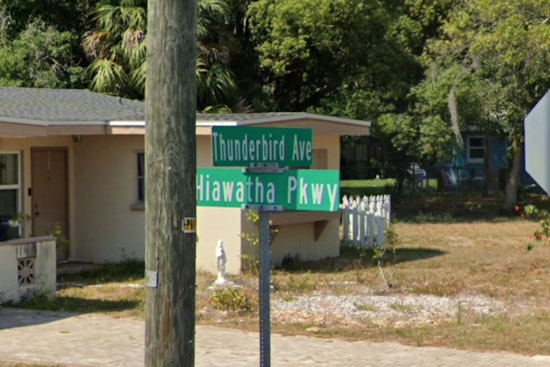 Thunderbird Ave
Hiawatha Pkwy